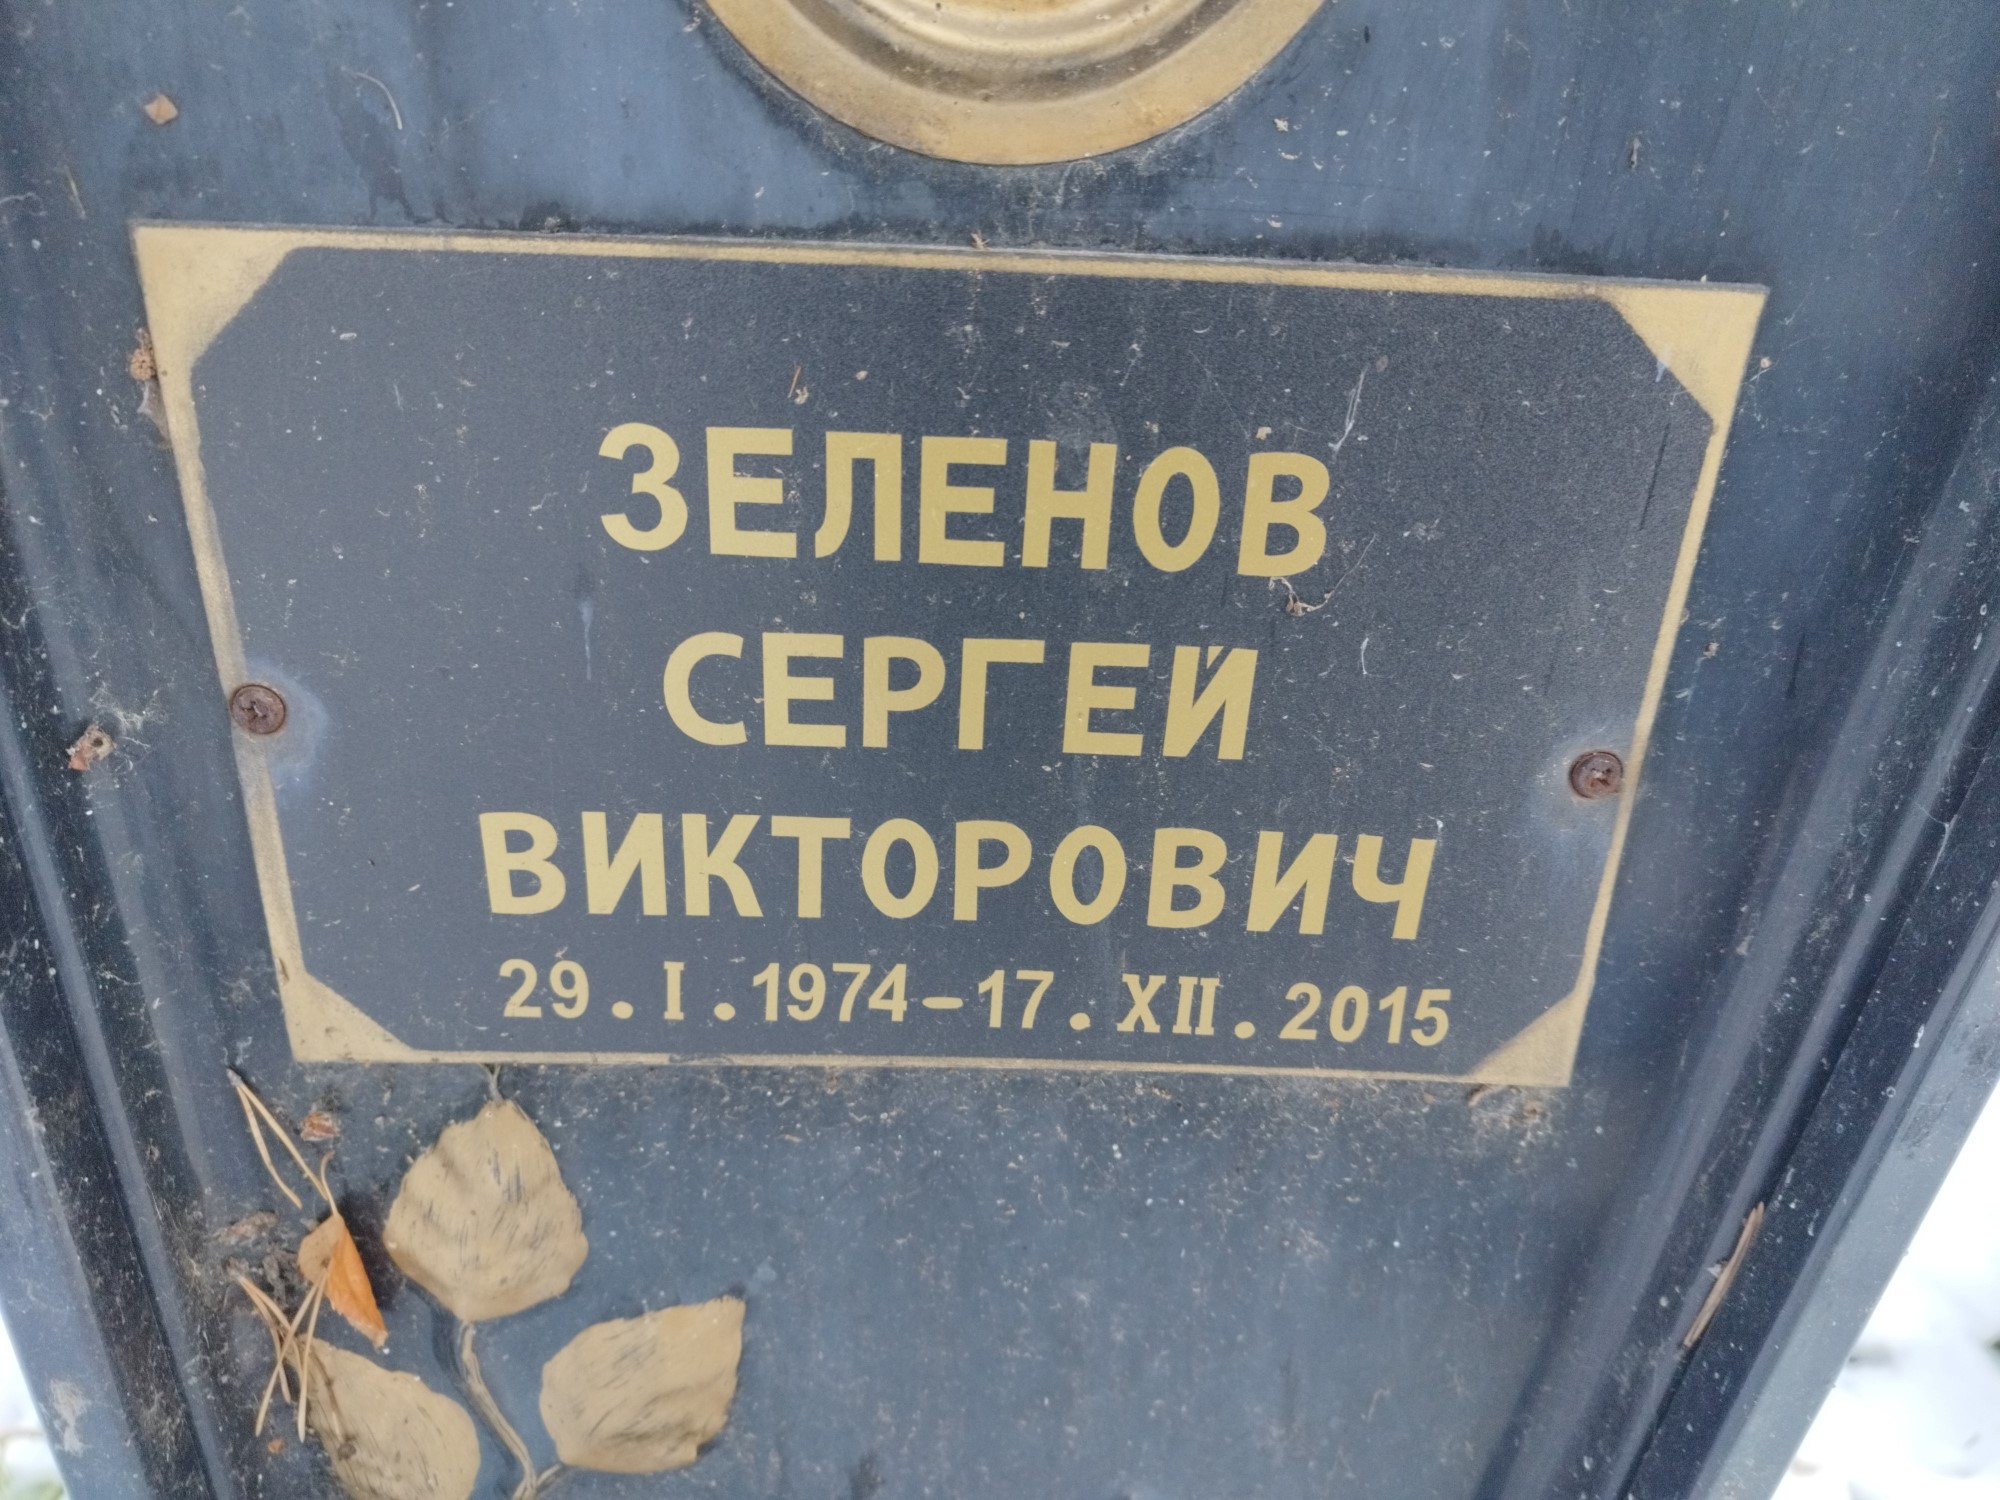 ЗЕЛЕНОВ
СЕРГЕЙ
ВИКТОРОВИЧ
29.I.1974-17.XII.2015